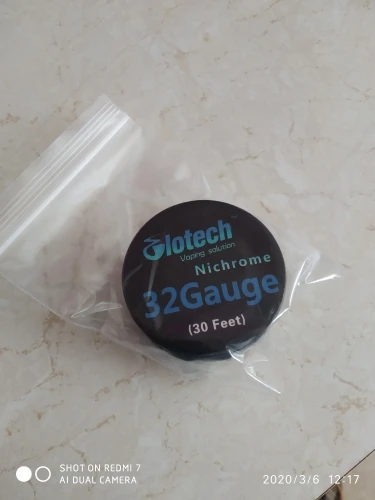 Glotech
Vaping solution
Nichrome
32Gauge
(30 Feet)
SHOT ON REDMI 7
AI DUAL CAMERA
2020/3/6 12:17